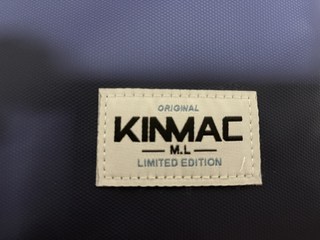 ORIGINAL
KINMAC
— M.L —
LIMITED EDITION